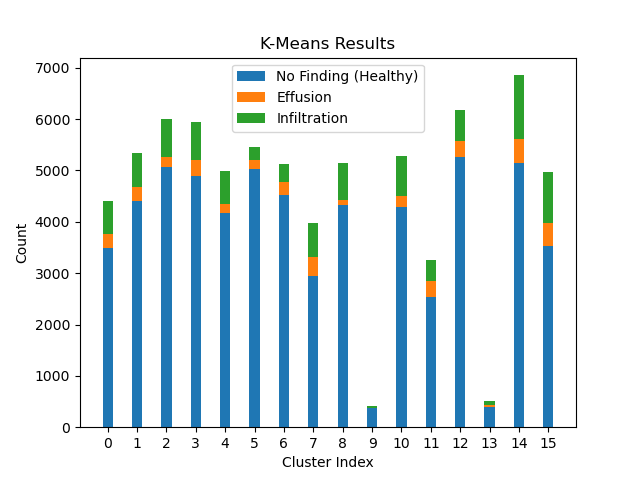 K-Means Results
No Finding (Healthy)
Effusion
Infiltration
7000
6000
5000
4000
3000
2000
1000
0
Count
0 1 2 3 4 5 6 7 8 9 10 11 12 13 14 15
Cluster Index